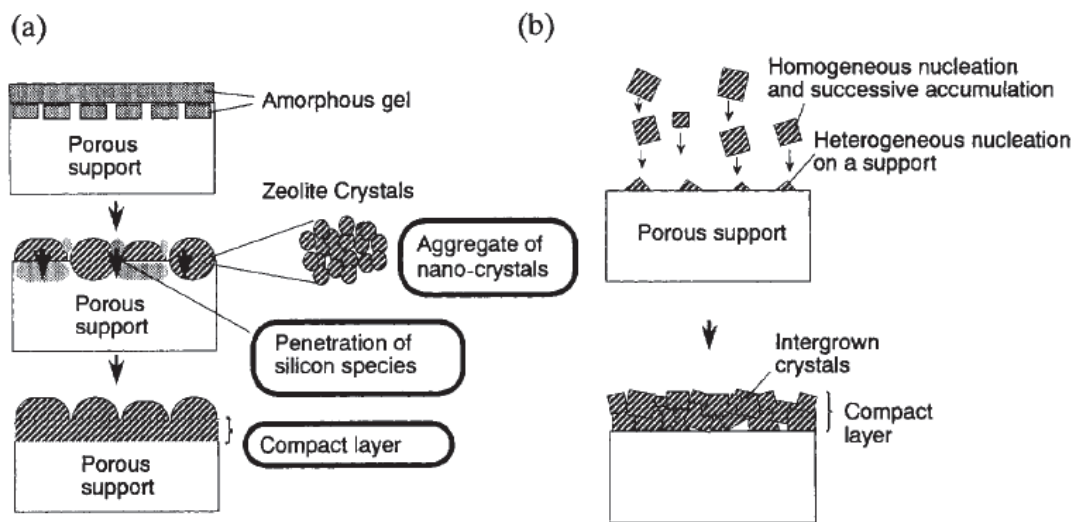 (a)
Amorphous gel
Porous
support
Zeolite Crystals
Aggregate of
nano-crystals
Porous
support
Penetration of
silicon species
Compact layer
Porous
support
(b)
Homogeneous nucleation
and successive accumulation
Heterogeneous nucleation
on a support
Porous support
Intergrown
crystals
Compact
layer